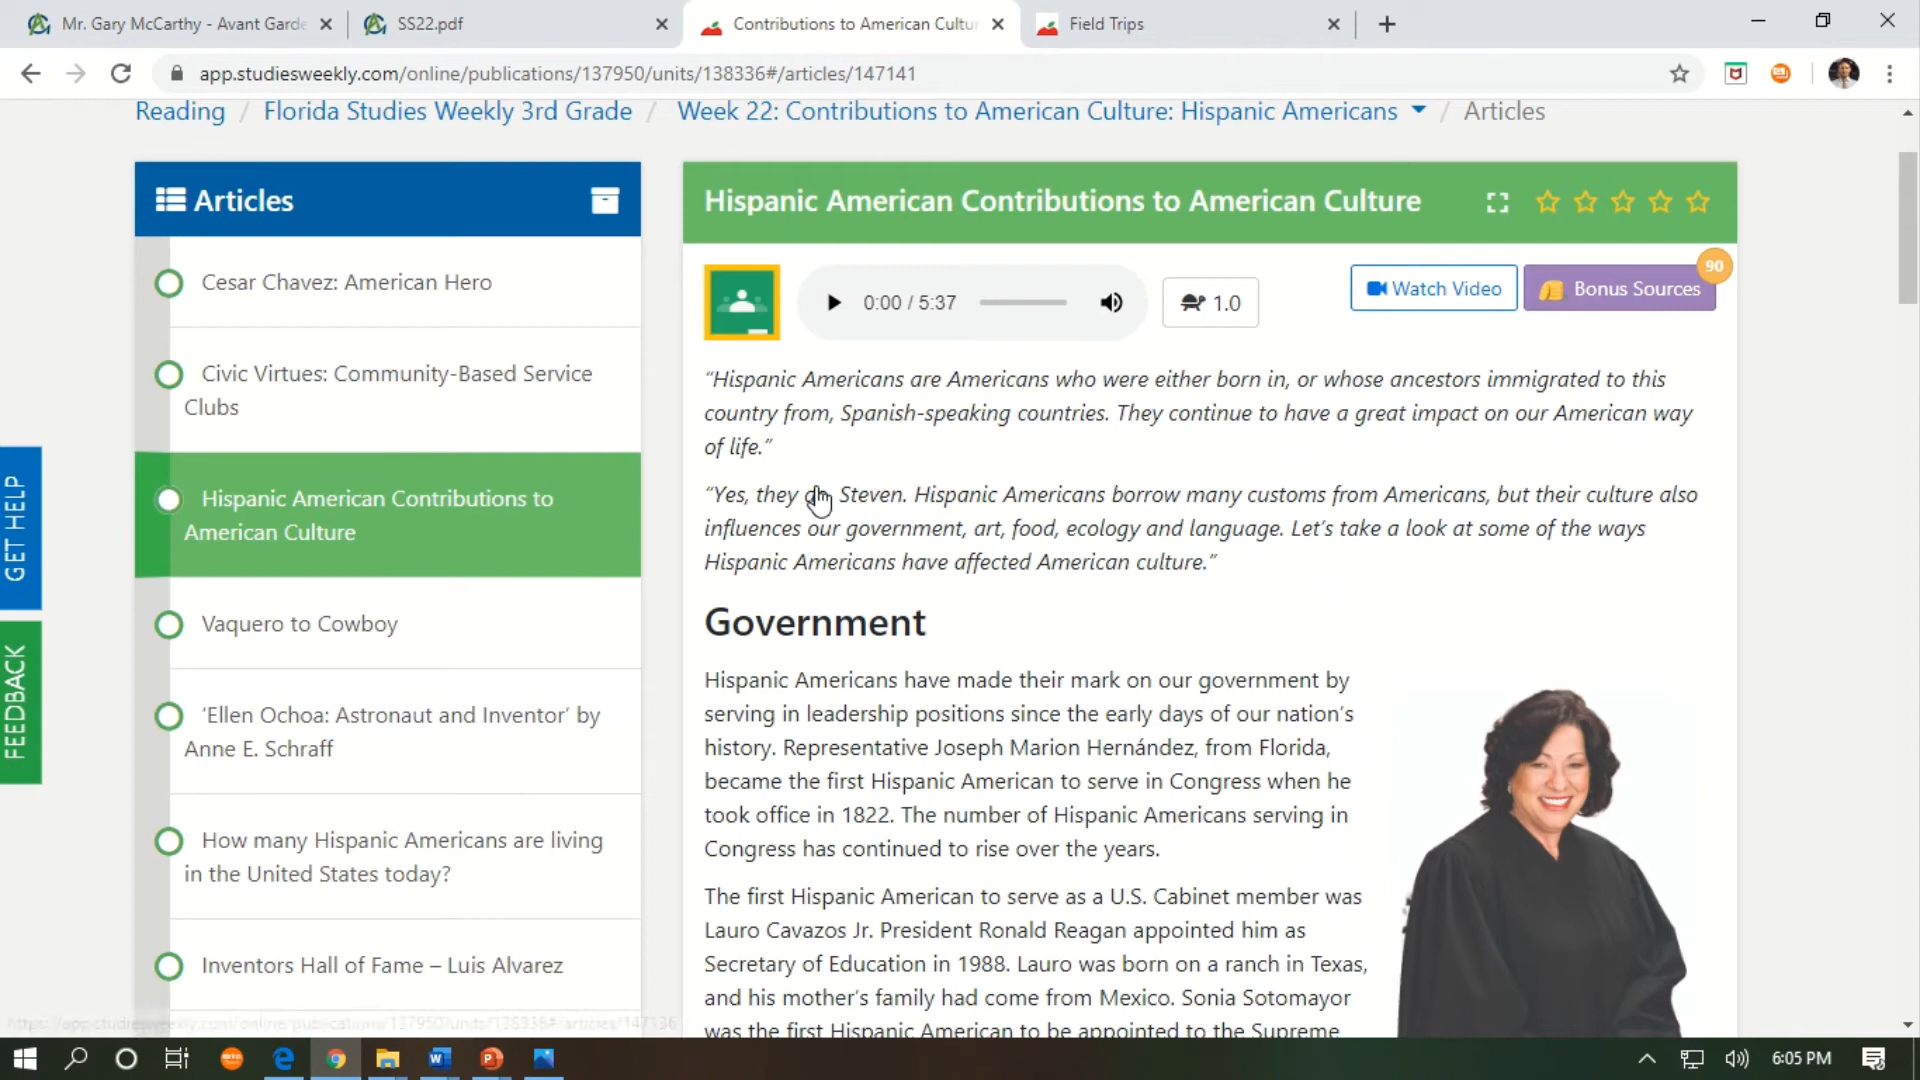 Mr. Gary McCarthy - Avant Garde
SS22.pdf
Contributions to American Cultur
Field Trips
app.studiesweekly.com/online/publications/137950/units/138336#/articles/147141
Reading / Florida Studies Weekly 3rd Grade / Week 22: Contributions to American Culture: Hispanic Americans / Articles
Articles
Cesar Chavez: American Hero
Civic Virtues: Community-Based Service
Clubs
Hispanic American Contributions to
American Culture
Vaquero to Cowboy
‘Ellen Ochoa: Astronaut and Inventor’ by
Anne E. Schraff
How many Hispanic Americans are living
in the United States today?
Inventors Hall of Fame – Luis Alvarez
GET HELP
FEEDBACK
Hispanic American Contributions to American Culture
0:00 / 5:37
1.0
Watch Video
Bonus Sources
90
“Hispanic Americans are Americans who were either born in, or whose ancestors immigrated to this
country from, Spanish-speaking countries. They continue to have a great impact on our American way
of life.”
“Yes, they Steven. Hispanic Americans borrow many customs from Americans, but their culture also
influences our government, art, food, ecology and language. Let’s take a look at some of the ways
Hispanic Americans have affected American culture.”
Government
Hispanic Americans have made their mark on our government by
serving in leadership positions since the early days of our nation’s
history. Representative Joseph Marion Hernández, from Florida,
became the first Hispanic American to serve in Congress when he
took office in 1822. The number of Hispanic Americans serving in
Congress has continued to rise over the years.
The first Hispanic American to serve as a U.S. Cabinet member was
Lauro Cavazos Jr. President Ronald Reagan appointed him as
Secretary of Education in 1988. Lauro was born on a ranch in Texas,
and his mother’s family had come from Mexico. Sonia Sotomayor
was the first Hispanic American to be appointed to the Supreme
https://app.studiesweekly.com/online/publications/137950/units/138336#/articles/147136
6:05 PM